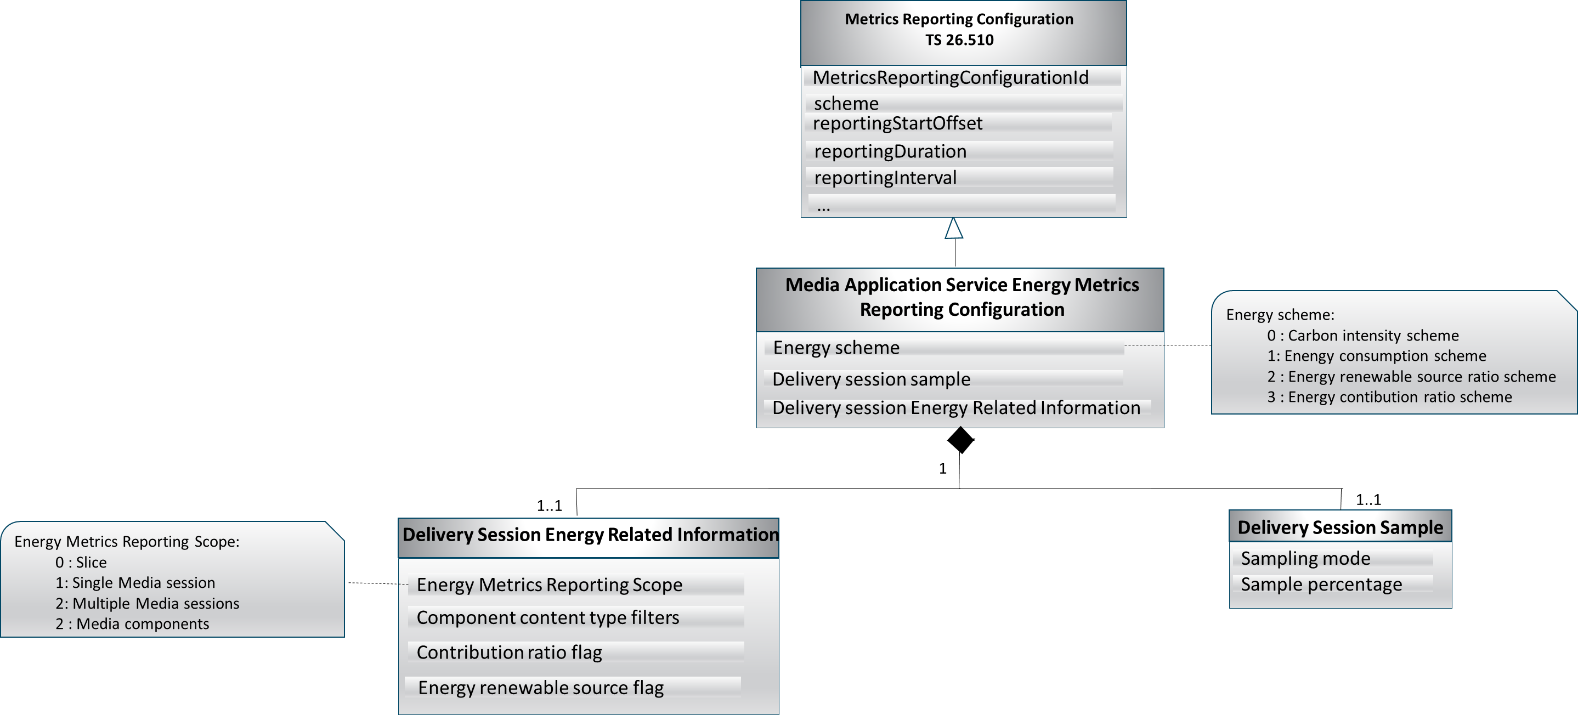 Metrics Reporting Configuration
TS 26.510
MetricsReportingConfigurationId
scheme
reportingStartOffset
reportingDuration
reportingInterval
...
Media Application Service Energy Metrics
Reporting Configuration
Energy scheme
Delivery session sample
Delivery session Energy Related Information
Energy scheme:
0 : Carbon intensity scheme
1: Energy consumption scheme
2 : Energy renewable source ratio scheme
3 : Energy contibution ratio scheme
1
1..1
1..1
Energy Metrics Reporting Scope:
0 : Slice
1: Single Media session
2: Multiple Media sessions
2 : Media components
Delivery Session Energy Related Information
Energy Metrics Reporting Scope
Component content type filters
Contribution ratio flag
Energy renewable source flag
Delivery Session Sample
Sampling mode
Sample percentage